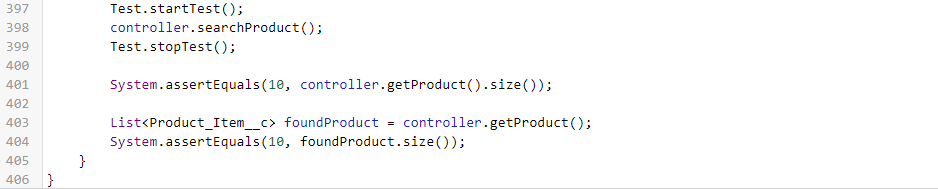 397 Test.startTest();
398 controller.searchProduct();
399 Test.stopTest();
400
401 System.assertEquals(10, controller.getProduct().size());
402
403 List<Product_Item__c> foundProduct = controller.getProduct();
404 System.assertEquals(10, foundProduct.size());
405 }
406 }